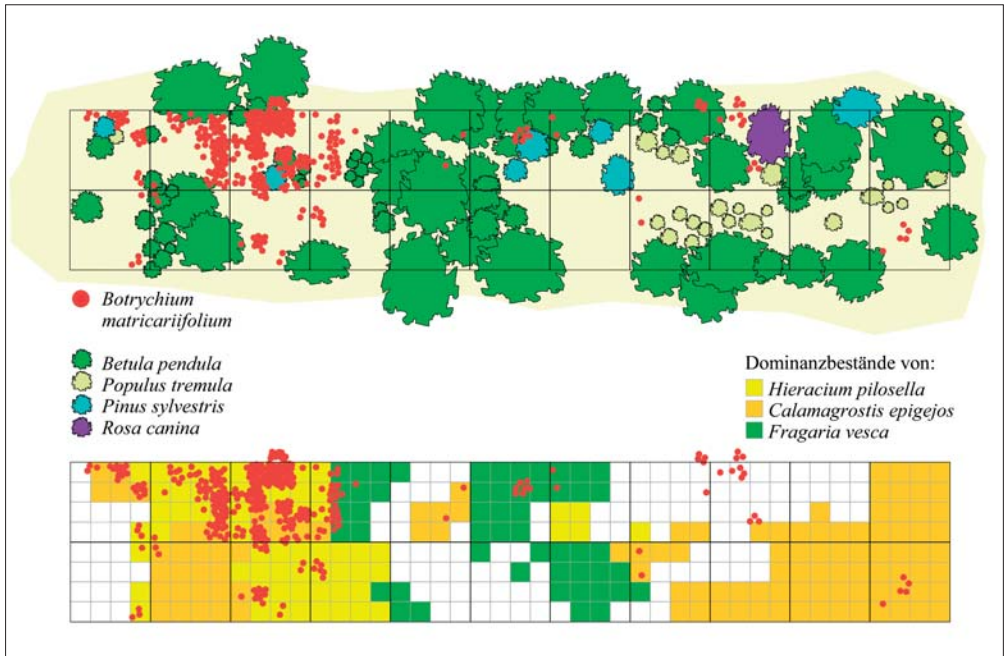 Botrychium
matricariifolium
Betula pendula
Populus tremula
Pinus sylvestris
Rosa canina
Dominanzbestände von:
Hieracium pilosella
Calamagrostis epigejos
Fragaria vesca